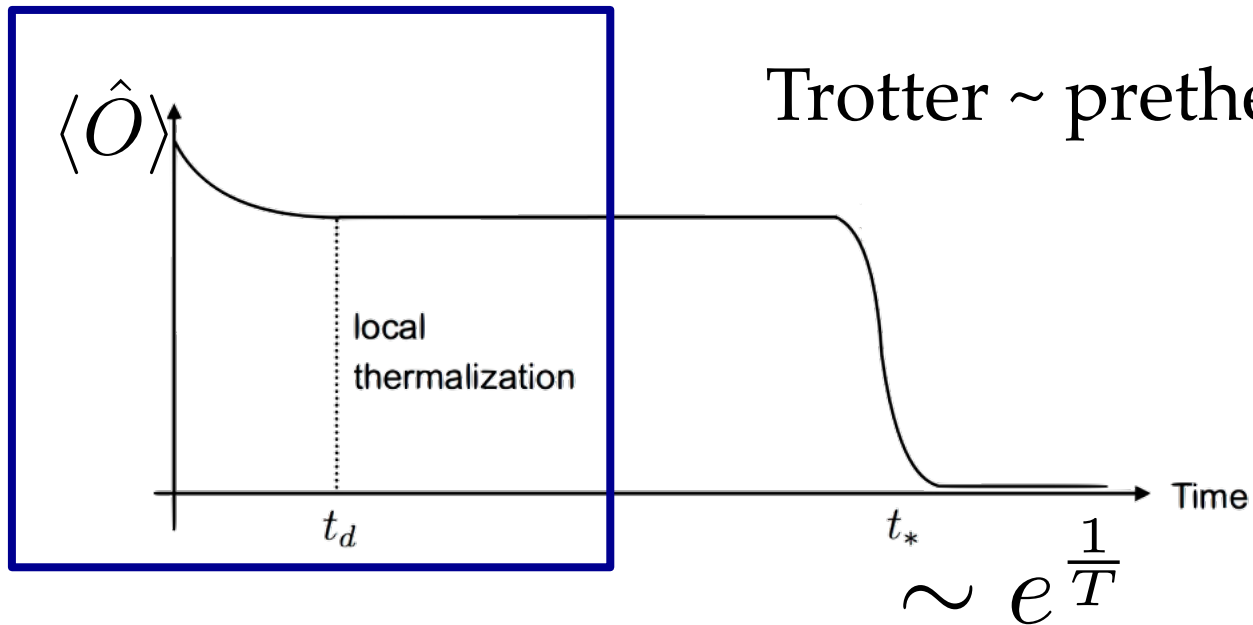 Trotter ~ prethe
⟨Ô⟩
local
thermalization
Time
t_d
t_*
~ e^{1/T}